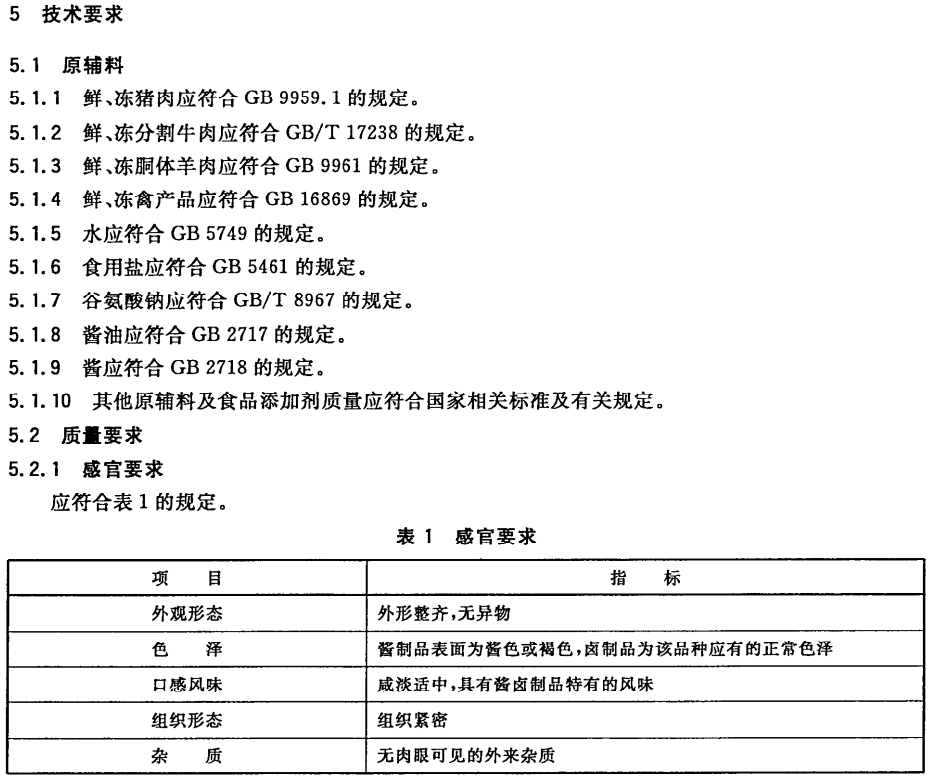 5 技术要求
5.1 原辅料
5.1.1 鲜、冻猪肉应符合 GB 9959.1 的规定。
5.1.2 鲜、冻分割牛肉应符合 GB/T 17238 的规定。
5.1.3 鲜、冻胴体羊肉应符合 GB 9961 的规定。
5.1.4 鲜、冻禽产品应符合 GB 16869 的规定。
5.1.5 水应符合 GB 5749 的规定。
5.1.6 食用盐应符合 GB 5461 的规定。
5.1.7 谷氨酸钠应符合 GB/T 8967 的规定。
5.1.8 酱油应符合 GB 2717 的规定。
5.1.9 酱应符合 GB 2718 的规定。
5.1.10 其他原辅料及食品添加剂质量应符合国家相关标准及有关规定。
5.2 质量要求
5.2.1 感官要求
应符合表 1 的规定。
表 1 感官要求
项 目 指 标
外观形态 外形整齐,无异物
色 泽 酱制品表面为酱色或褐色,卤制品为该品种应有的正常色泽
口感风味 咸淡适中,具有酱卤制品特有的风味
组织形态 组织紧密
杂 质 无肉眼可见的外来杂质